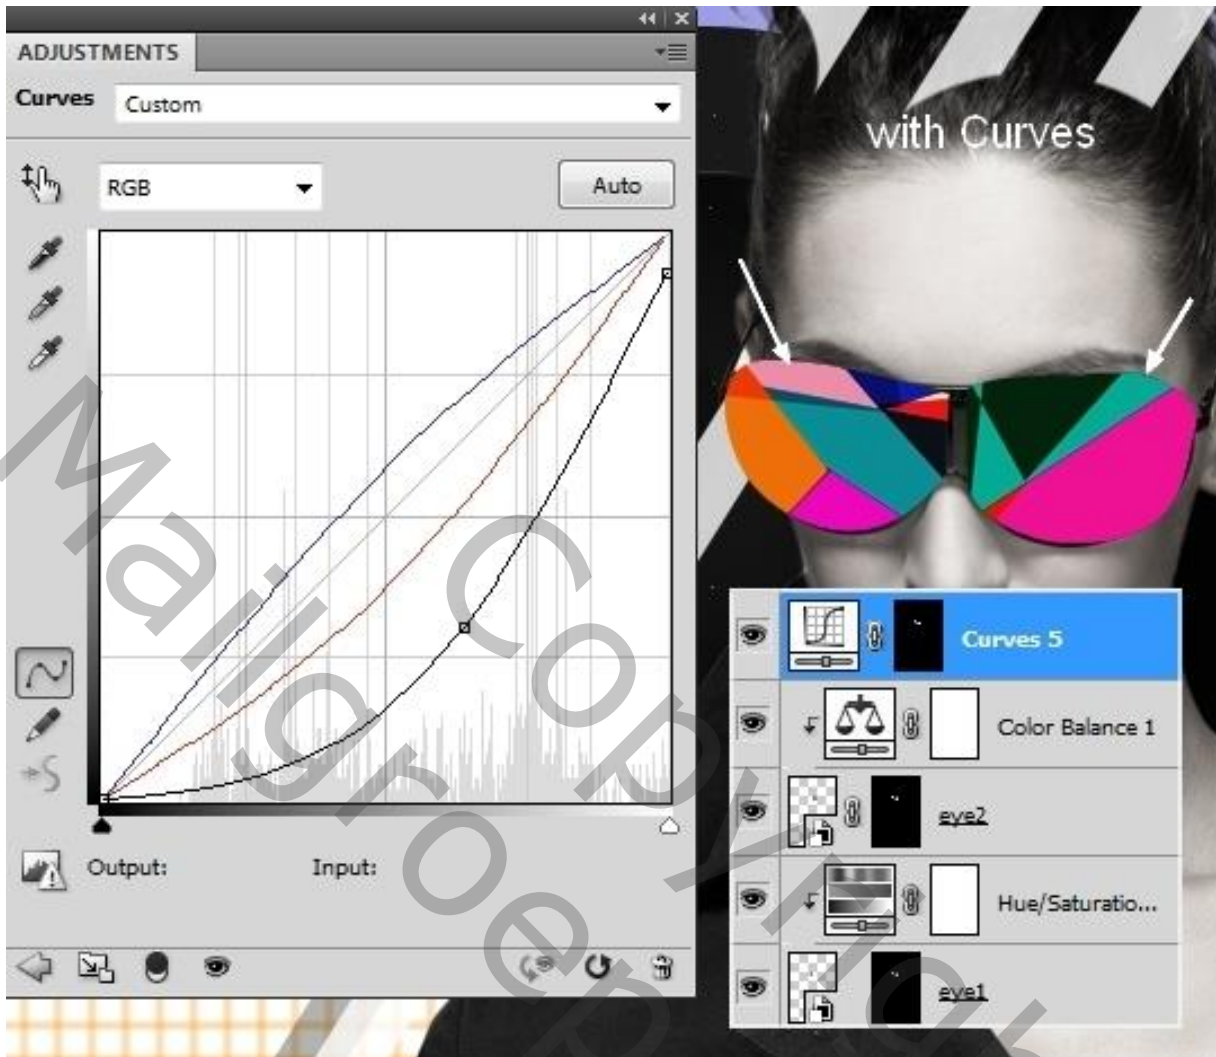 ADJUSTMENTS
Curves
Custom
RGB
Auto
Output:
Input:
with Curves
Curves 5
Color Balance 1
eye2
Hue/Saturatio...
eye1
Mailgroep Copyright